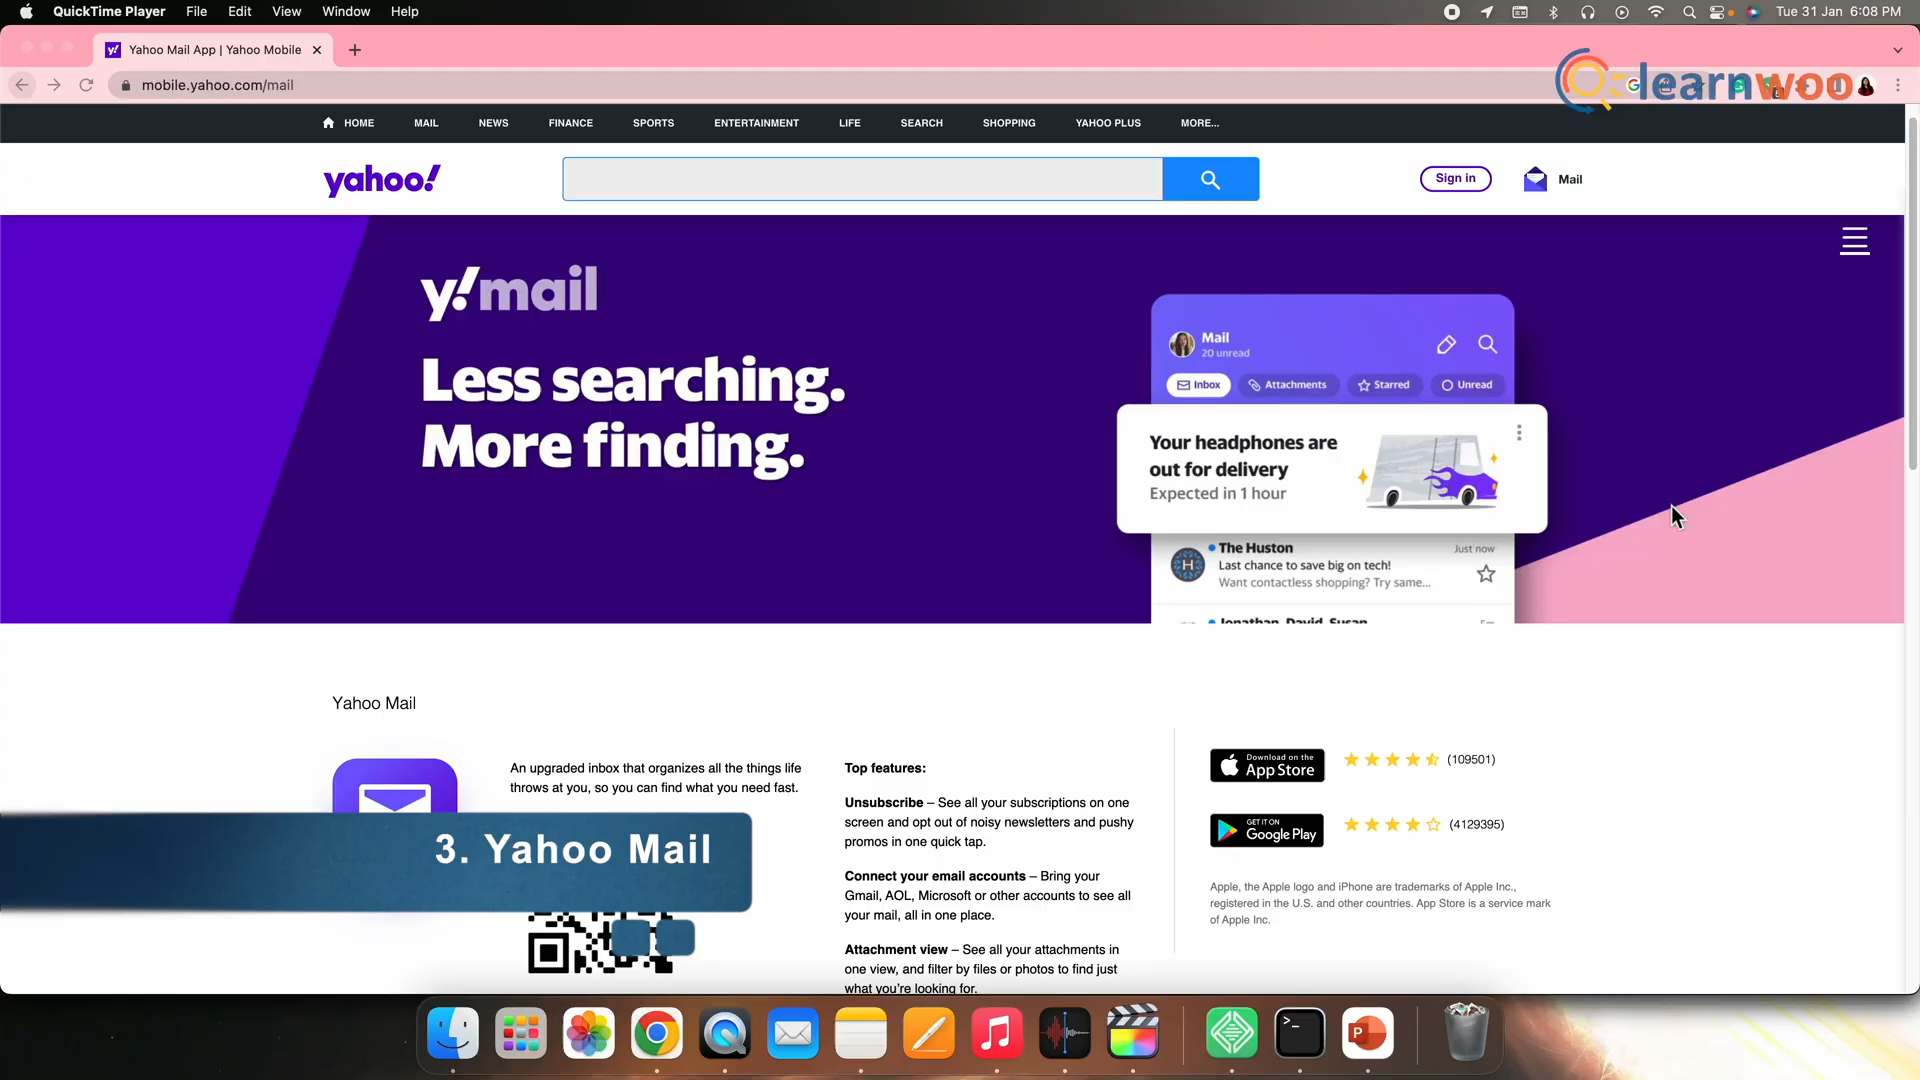 QuickTime Player File Edit View Window Help
Tue 31 Jan 6:08 PM
Yahoo Mail App | Yahoo Mobile
mobile.yahoo.com/mail
learnwoo
HOME MAIL NEWS FINANCE SPORTS ENTERTAINMENT LIFE SEARCH SHOPPING YAHOO PLUS MORE...
yahoo!
Sign in
Mail
y!mail
Less searching.
More finding.
Mail
20 unread
Inbox Attachments Starred Unread
Your headphones are
out for delivery
Expected in 1 hour
The Huston
Just now
Last chance to save big on tech!
Want contactless shopping? Try same...
Jonathan, David, Susan
5m
Yahoo Mail
An upgraded inbox that organizes all the things life
throws at you, so you can find what you need fast.
3. Yahoo Mail
Top features:
Unsubscribe – See all your subscriptions on one
screen and opt out of noisy newsletters and pushy
promos in one quick tap.
Connect your email accounts – Bring your
Gmail, AOL, Microsoft or other accounts to see all
your mail, all in one place.
Attachment view – See all your attachments in
one view, and filter by files or photos to find just
what you're looking for.
Download on the
App Store
(109501)
GET IT ON
Google Play
(4129395)
Apple, the Apple logo and iPhone are trademarks of Apple Inc.,
registered in the U.S. and other countries. App Store is a service mark
of Apple Inc.